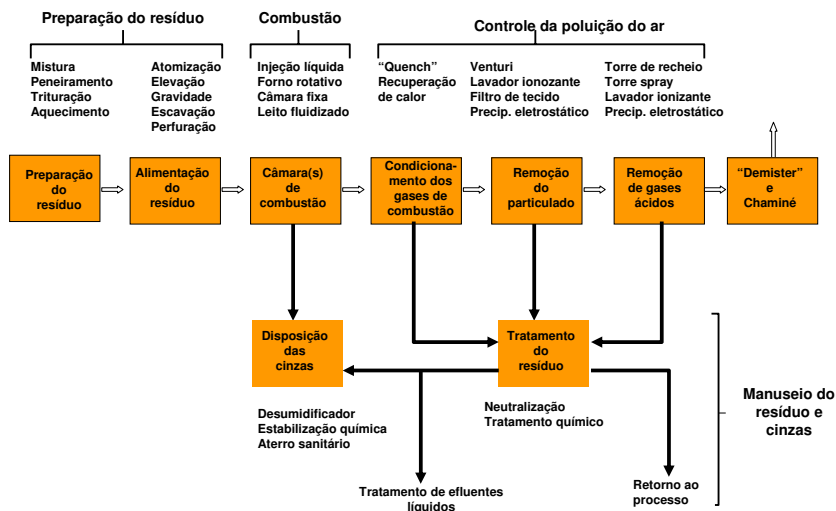 Preparação do resíduo
Combustão
Controle da poluição do ar
Mistura
Peneiramento
Trituração
Aquecimento
Atomização
Elevação
Gravidade
Escavação
Perfuração
Injeção líquida
Forno rotativo
Câmara fixa
Leito fluidizado
“Quench”
Recuperação
de calor
Venturi
Lavador ionozante
Filtro de tecido
Precip. eletrostático
Torre de recheio
Torre spray
Lavador ionizante
Precip. eletrostático
Preparação
do
resíduo
Alimentação
do
resíduo
Câmara(s)
de
combustão
Condiciona-
mento dos
gases de
combustão
Remoção
do
particulado
Remoção
de gases
ácidos
“Demister”
e
Chaminé
Disposição
das
cinzas
Tratamento
do
resíduo
Desumidificador
Estabilização química
Aterro sanitário
Neutralização
Tratamento químico
Manuseio do
resíduo e
cinzas
Tratamento de efluentes
líquidos
Retorno ao
processo